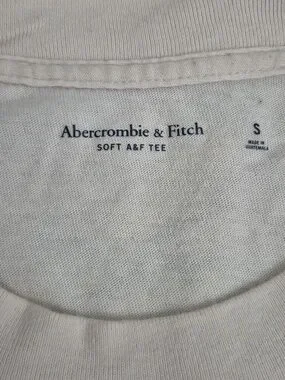 Abercrombie & Fitch
SOFT A&F TEE
S
MADE IN
GUATEMALA